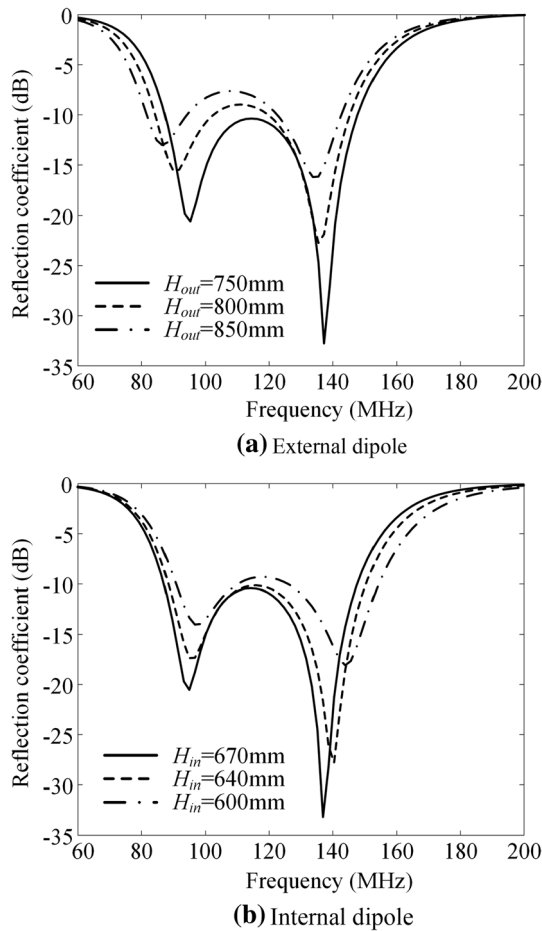 0
-5
-10
-15
-20
-25
-30
-35
Reflection coefficient (dB)
H_out=750mm
H_out=800mm
H_out=850mm
60 80 100 120 140 160 180 200
Frequency (MHz)
(a) External dipole
0
-5
-10
-15
-20
-25
-30
-35
Reflection coefficient (dB)
H_in=670mm
H_in=640mm
H_in=600mm
60 80 100 120 140 160 180 200
Frequency (MHz)
(b) Internal dipole